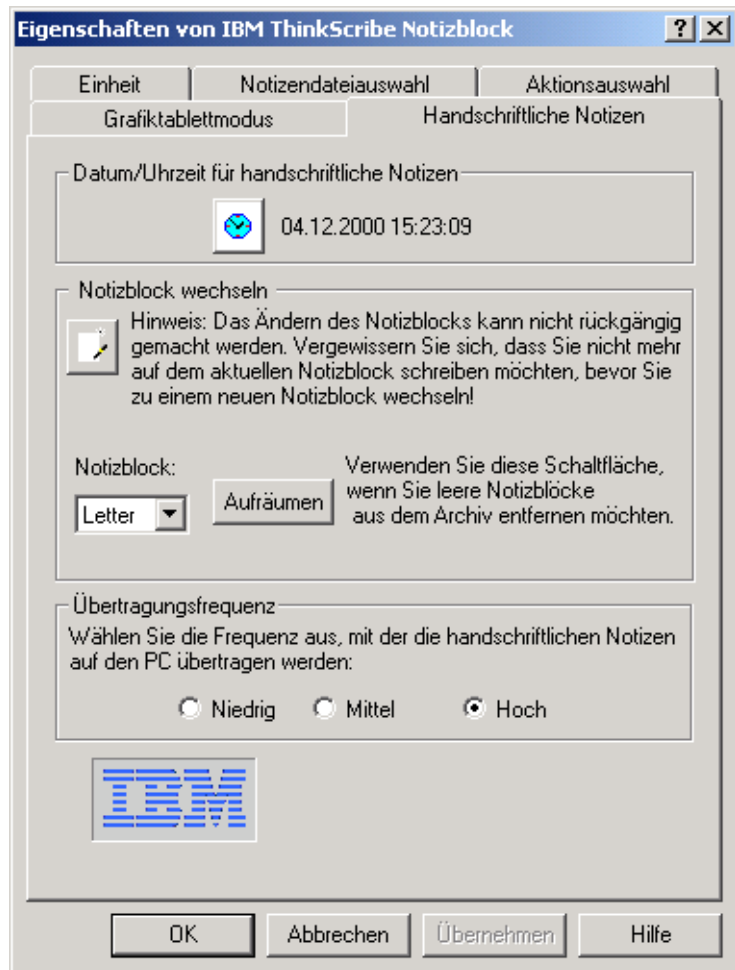 Eigenschaften von IBM ThinkScribe Notizblock
Einheit Notizendateiauswahl Aktionsauswahl
Grafiktablettmodus Handschriftliche Notizen
Datum/Uhrzeit für handschriftliche Notizen
04.12.2000 15:23:09
Notizblock wechseln
Hinweis: Das Ändern des Notizblocks kann nicht rückgängig
gemacht werden. Vergewissern Sie sich, dass Sie nicht mehr
auf dem aktuellen Notizblock schreiben möchten, bevor Sie
zu einem neuen Notizblock wechseln!
Notizblock:
Letter
Aufräumen
Verwenden Sie diese Schaltfläche,
wenn Sie leere Notizblöcke
aus dem Archiv entfernen möchten.
Übertragungsfrequenz
Wählen Sie die Frequenz aus, mit der die handschriftlichen Notizen
auf den PC übertragen werden:
Niedrig Mittel Hoch
IBM
OK Abbrechen Übernehmen Hilfe